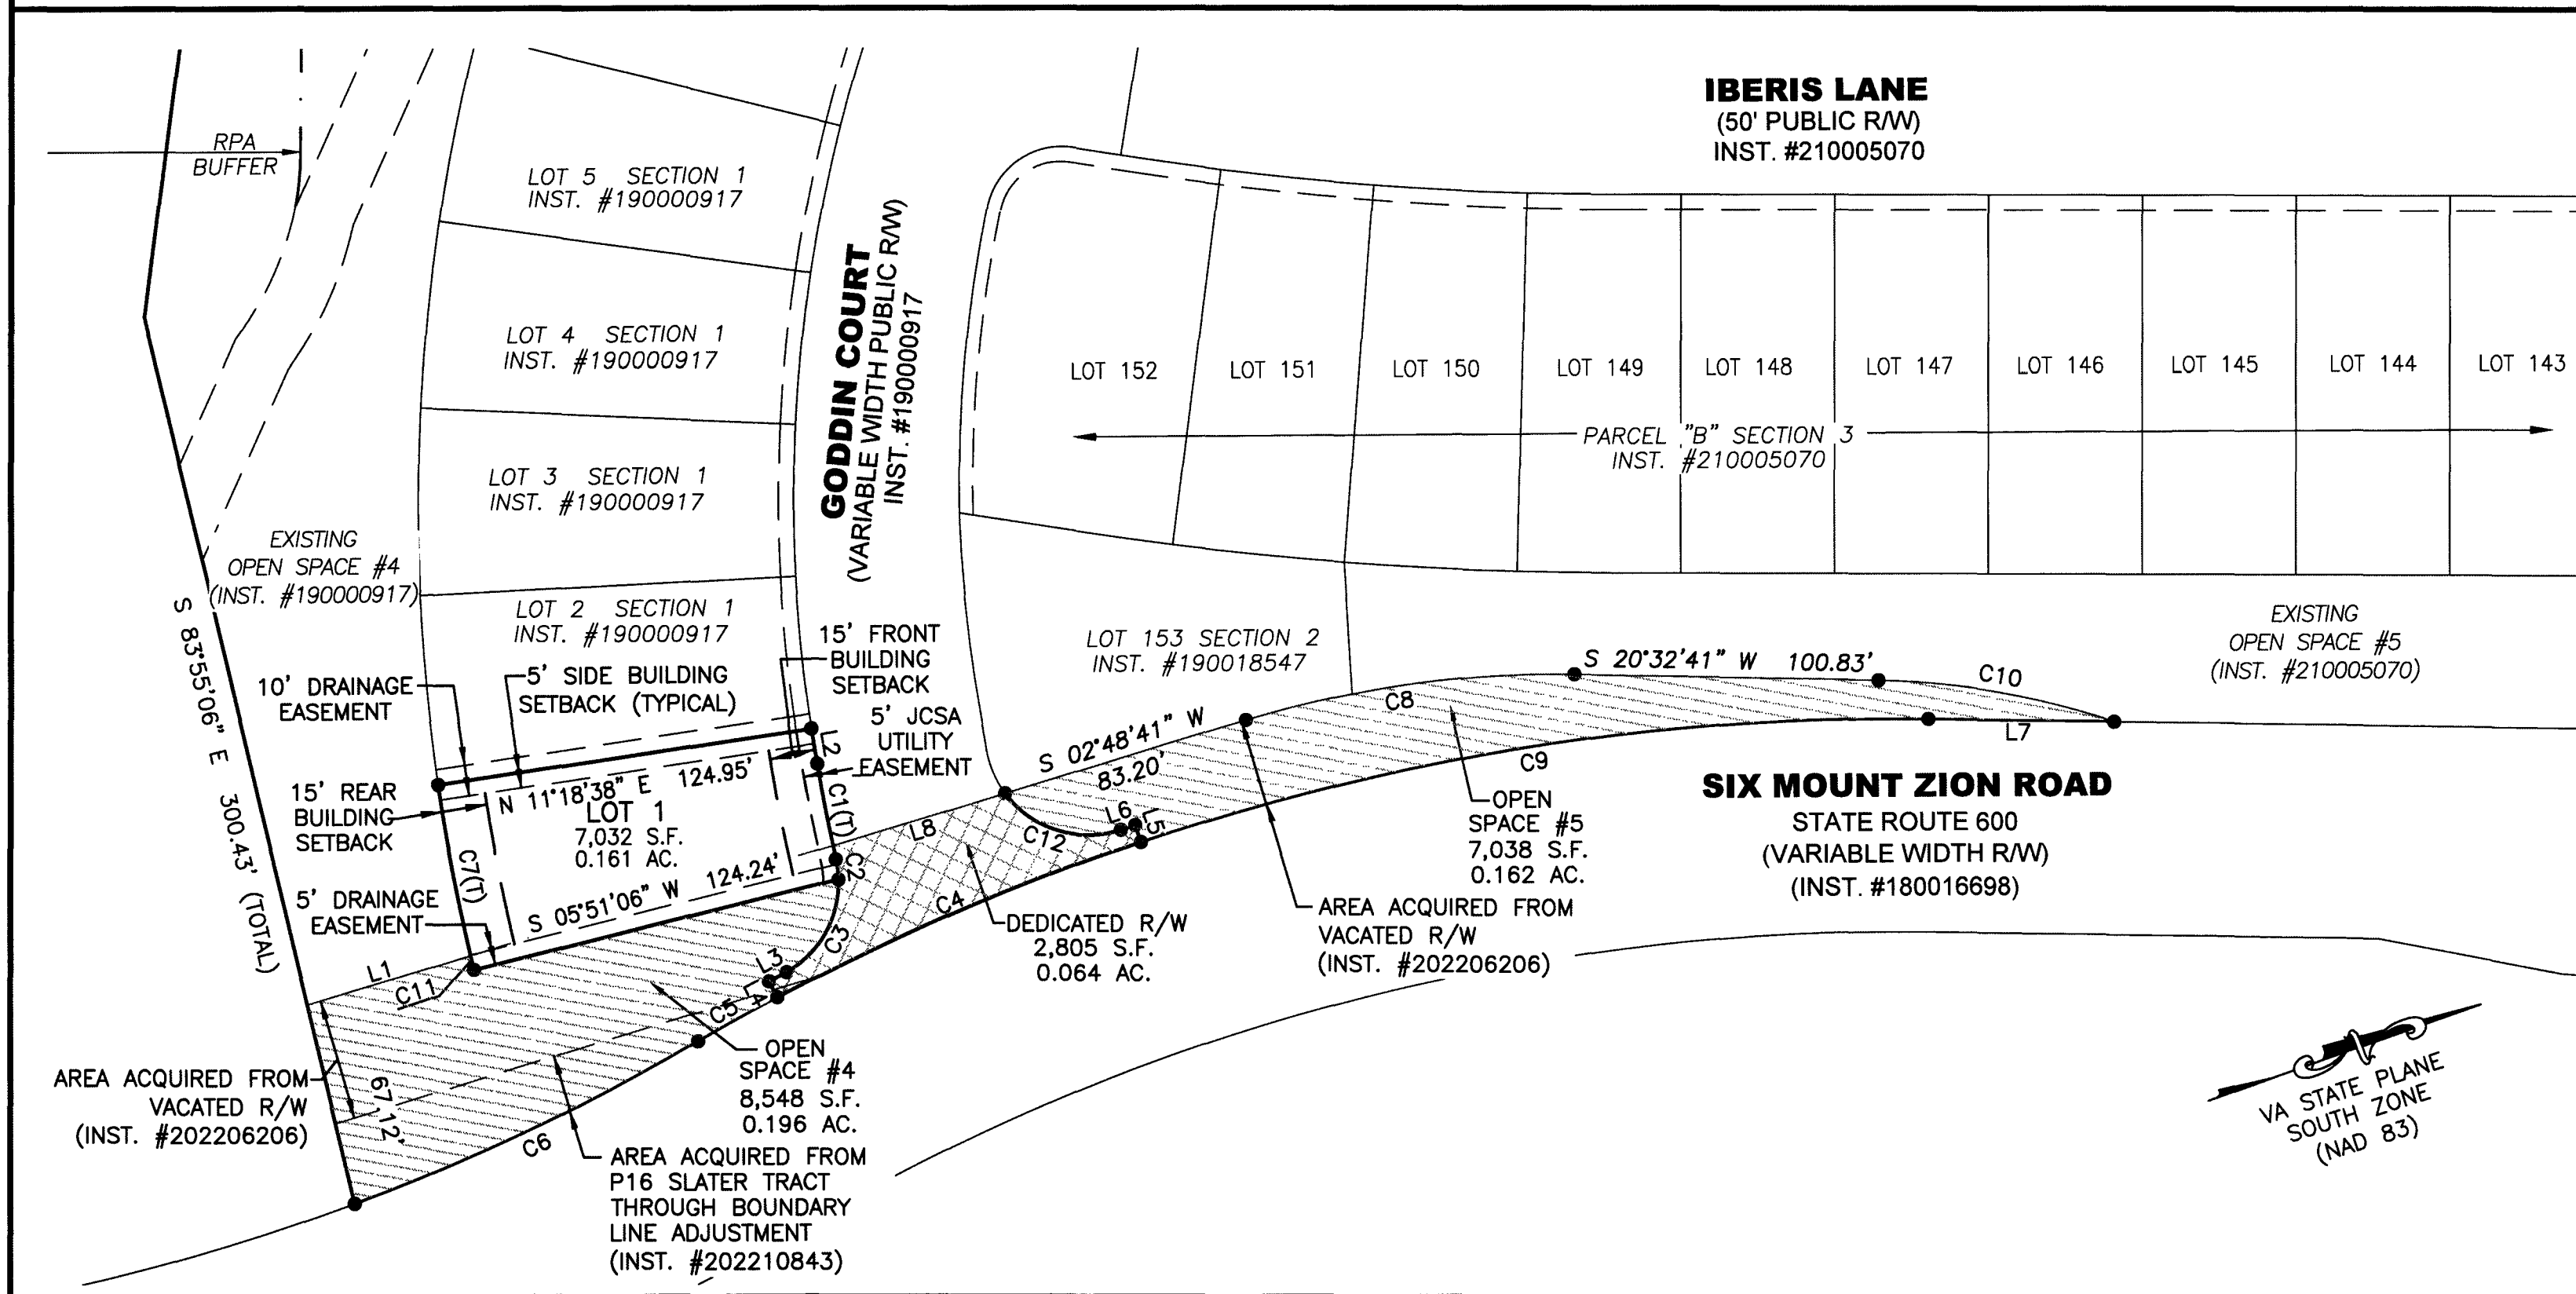 IBERIS LANE
(50' PUBLIC R/W)
INST. #210005070
RPA
BUFFER
LOT 5 SECTION 1
INST. #190000917
LOT 4 SECTION 1
INST. #190000917
GODDIN COURT
(VARIABLE WIDTH PUBLIC R/W)
INST. #190000917
LOT 152
LOT 151
LOT 150
LOT 149
LOT 148
LOT 147
LOT 146
LOT 145
LOT 144
LOT 143
PARCEL "B" SECTION 3
INST. #210005070
LOT 3 SECTION 1
INST. #190000917
EXISTING
OPEN SPACE #4
(INST. #190000917)
S 83°55'06" E 300.43' (TOTAL)
LOT 2 SECTION 1
INST. #190000917
15' FRONT
BUILDING
SETBACK
LOT 153 SECTION 2
INST. #190018547
EXISTING
OPEN SPACE #5
(INST. #210005070)
10' DRAINAGE
EASEMENT
5' SIDE BUILDING
SETBACK (TYPICAL)
5' JCSA
UTILITY
EASEMENT
L2
S 02°48'41" W
83.20'
C8
S 20°32'41" W 100.83'
C10
L7
C9
15' REAR
BUILDING
SETBACK
N 11°18'38" E 124.95'
LOT 1
7,032 S.F.
0.161 AC.
C1(T)
C7(T)
L8
C12
L6
L5
C2
OPEN
SPACE #5
7,038 S.F.
0.162 AC.
SIX MOUNT ZION ROAD
STATE ROUTE 600
(VARIABLE WIDTH R/W)
(INST. #180016698)
5' DRAINAGE
EASEMENT
S 05°51'06" W 124.24'
C4
C3
L3
L4
C5
DEDICATED R/W
2,805 S.F.
0.064 AC.
AREA ACQUIRED FROM
VACATED R/W
(INST. #202206206)
L1
C11
AREA ACQUIRED FROM
VACATED R/W
(INST. #202206206)
67.12'
C6
OPEN
SPACE #4
8,548 S.F.
0.196 AC.
AREA ACQUIRED FROM
P16 SLATER TRACT
THROUGH BOUNDARY
LINE ADJUSTMENT
(INST. #202210843)
VA STATE PLANE
SOUTH ZONE
(NAD 83)